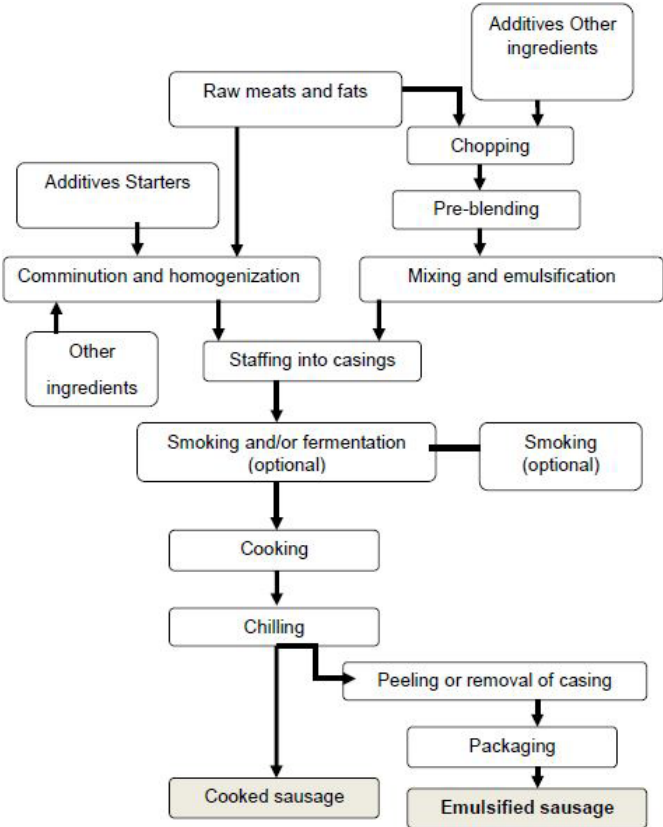 Additives Other
ingredients
Raw meats and fats
Chopping
Additives Starters
Pre-blending
Comminution and homogenization
Mixing and emulsification
Other
ingredients
Staffing into casings
Smoking and/or fermentation
(optional)
Smoking
(optional)
Cooking
Chilling
Peeling or removal of casing
Packaging
Cooked sausage
Emulsified sausage